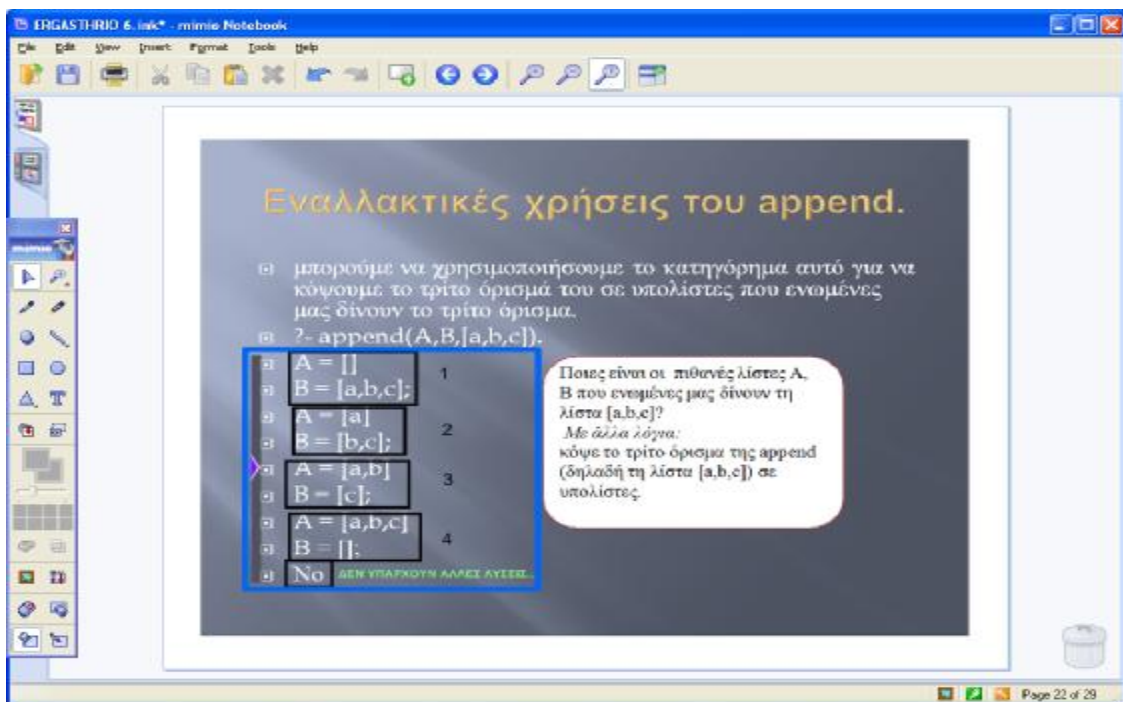 ERGASTHRIO 6.ink* - mimio Notebook
File Edit View Insert Format Tools Help
mimio
Εναλλακτικές χρήσεις του append.
μπορούμε να χρησιμοποιήσουμε το κατηγόρημα αυτό για να
κόψουμε το τρίτο όρισμά του σε υπολίστες που ενωμένες
μας δίνουν το τρίτο όρισμα.
?- append(A,B,[a,b,c]).
A = []
B = [a,b,c];
1
A = [a]
B = [b,c];
2
A = [a,b]
B = [c];
3
A = [a,b,c]
B = [];
4
No ΔΕΝ ΥΠΑΡΧΟΥΝ ΑΛΛΕΣ ΛΥΣΕΙΣ...
Ποιες είναι οι πιθανές λίστες Α,
Β που ενωμένες μας δίνουν τη
λίστα [a,b,c]?
Με άλλα λόγια:
κόψε το τρίτο όρισμα της append
(δηλαδή τη λίστα [a,b,c]) σε
υπολίστες.
Page 22 of 29